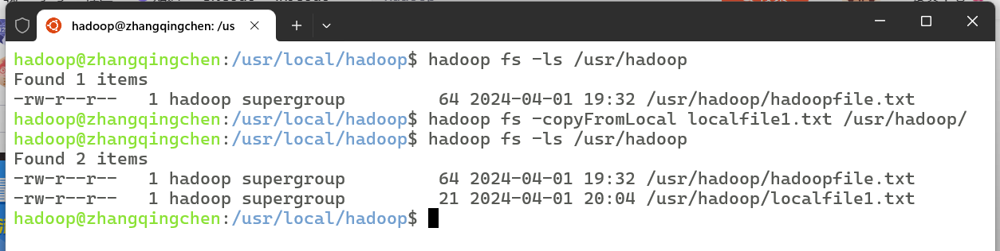 hadoop@zhangqingchen: /us
hadoop@zhangqingchen:/usr/local/hadoop$ hadoop fs -ls /usr/hadoop
Found 1 items
-rw-r--r--   1 hadoop supergroup         64 2024-04-01 19:32 /usr/hadoop/hadoopfile.txt
hadoop@zhangqingchen:/usr/local/hadoop$ hadoop fs -copyFromLocal localfile1.txt /usr/hadoop/
hadoop@zhangqingchen:/usr/local/hadoop$ hadoop fs -ls /usr/hadoop
Found 2 items
-rw-r--r--   1 hadoop supergroup         64 2024-04-01 19:32 /usr/hadoop/hadoopfile.txt
-rw-r--r--   1 hadoop supergroup         21 2024-04-01 20:04 /usr/hadoop/localfile1.txt
hadoop@zhangqingchen:/usr/local/hadoop$